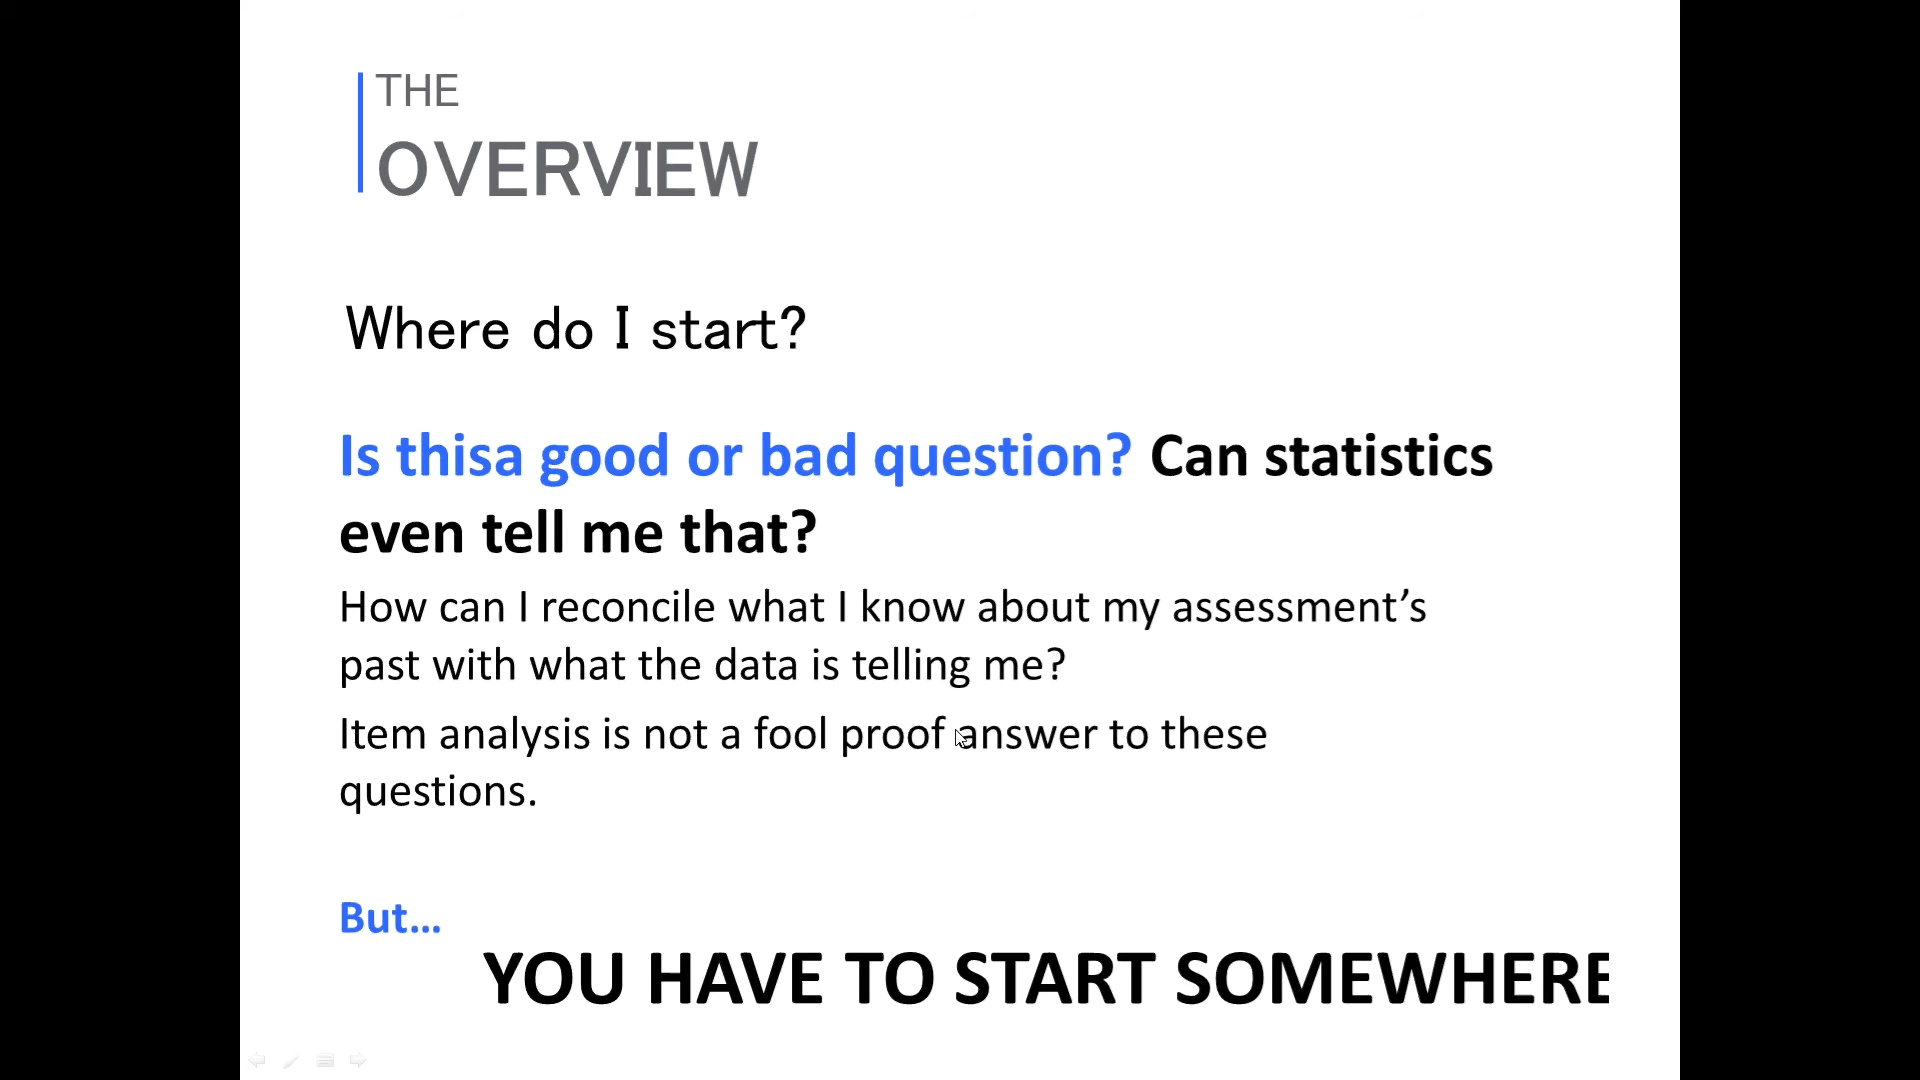 THE
OVERVIEW
Where do I start?
Is thisa good or bad question? Can statistics
even tell me that?
How can I reconcile what I know about my assessment’s
past with what the data is telling me?
Item analysis is not a fool proof answer to these
questions.
But…
YOU HAVE TO START SOMEWHERE